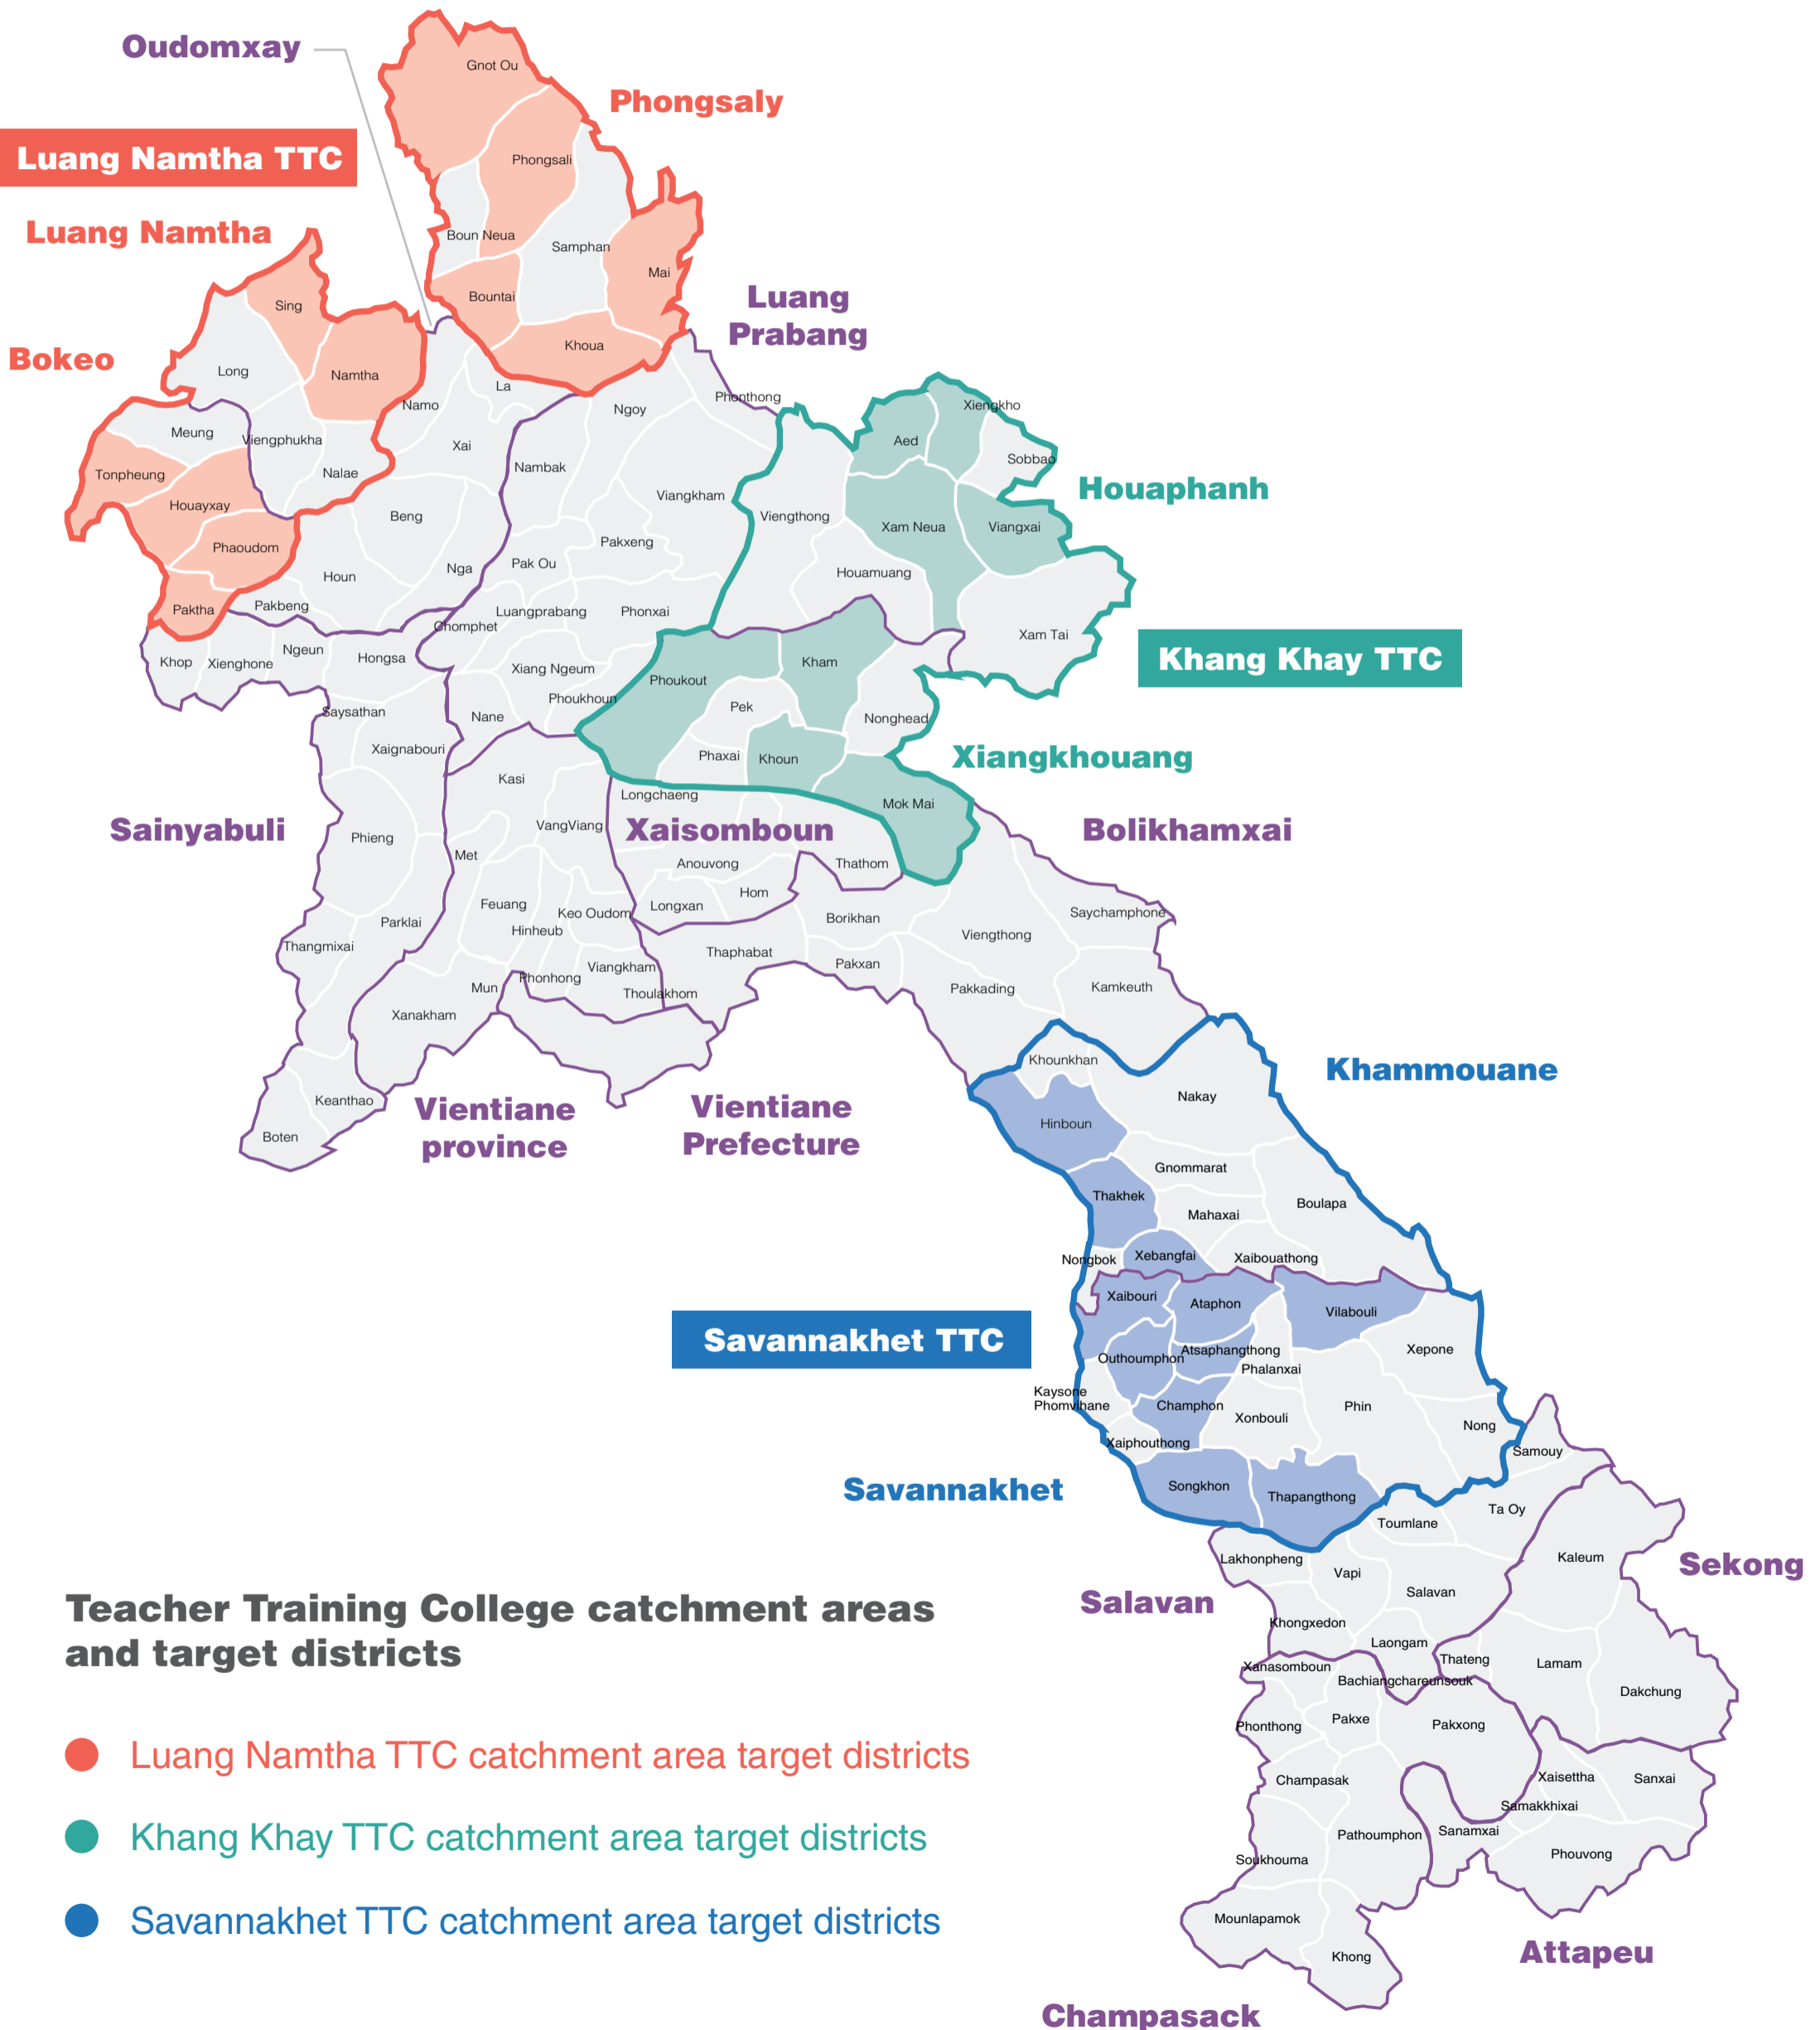 Oudomxay
Gnot Ou
Phongsaly
Luang Namtha TTC
Phongsali
Luang Namtha
Boun Neua
Samphan
Mai
Bountai
Sing
Luang
Prabang
Khoua
Bokeo
Long
Namtha
La
Namo
Ngoy
Phonthong
Xiengkho
Aed
Sobbao
Meung
Viengphukha
Xai
Nambak
Nalae
Tonpheung
Houayxay
Viangkham
Houaphanh
Viengthong
Xam Neua
Viangxai
Beng
Phaoudom
Pakxeng
Pak Ou
Nga
Houn
Houamuang
Paktha
Pakbeng
Luangprabang
Phonxai
Chomphet
Xam Tai
Khang Khay TTC
Khop
Xienghone
Ngeun
Hongsa
Xiang Ngeum
Phoukhoun
Phoukout
Kham
Pek
Nonghead
Saysathan
Nane
Xaignabouri
Phaxai
Khoun
Xiangkhouang
Kasi
Longchaeng
Mok Mai
Sainyabuli
Phieng
VangViang
Xaisomboun
Bolikhamxai
Met
Anouvong
Thathom
Hom
Longxan
Feuang
Keo Oudom
Hinheub
Borikhan
Saychamphone
Parklai
Thangmixai
Viengthong
Thaphabat
Pakxan
Viangkham
Phonhong
Mun
Thoulakhom
Pakkading
Kamkeuth
Xanakham
Khounkhan
Khammouane
Keanthao
Boten
Vientiane
province
Vientiane
Prefecture
Nakay
Hinboun
Gnommarat
Thakhek
Boulapa
Mahaxai
Nongbok
Xebangfai
Xaibouathong
Xaibouri
Ataphon
Vilabouli
Savannakhet TTC
Outhoumphon
Atsaphangthong
Phalanxai
Xepone
Kaysone
Phomvihane
Champhon
Xonbouli
Phin
Nong
Xaiphouthong
Samouy
Savannakhet
Songkhon
Thapangthong
Ta Oy
Toumlane
Lakhonpheng
Vapi
Kaleum
Sekong
Salavan
Salavan
Khongxedon
Laongam
Thateng
Lamam
Xanasomboun
Bachiangchareunsouk
Dakchung
Phonthong
Pakxe
Pakxong
Champasak
Xaisettha
Sanxai
Samakkhixai
Sanamxai
Pathoumphon
Phouvong
Soukhouma
Mounlapamok
Khong
Attapeu
Champasack
Teacher Training College catchment areas
and target districts
Luang Namtha TTC catchment area target districts
Khang Khay TTC catchment area target districts
Savannakhet TTC catchment area target districts